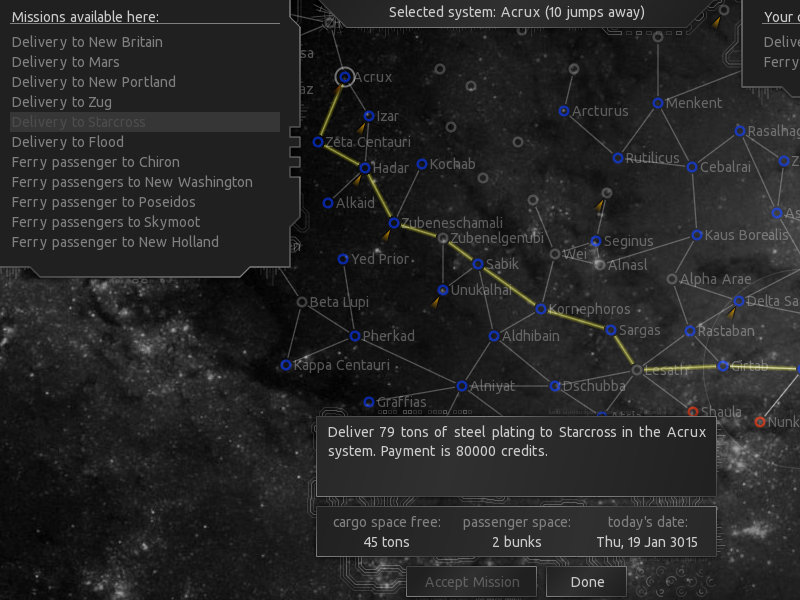 Missions available here:
Delivery to New Britain
Delivery to Mars
Delivery to New Portland
Delivery to Zug
Delivery to Starcross
Delivery to Flood
Ferry passenger to Chiron
Ferry passengers to New Washington
Ferry passenger to Poseidos
Ferry passengers to Skymoot
Ferry passenger to New Holland
Selected system: Acrux (10 jumps away)
Your
Delive
Ferry
Acrux
Izar
Arcturus
Menkent
Zeta Centauri
Rutilicus
Cebalrai
Rasalhag
Hadar
Kochab
Alkaid
Zubeneschamali
Zubenelgenubi
Seginus
Kaus Borealis
Wei
Alnasl
Yed Prior
Sabik
Alpha Arae
Unukalhai
Beta Lupi
Kornephoros
Delta Sa
Pherkad
Aldhibain
Sargas
Rastaban
Kappa Centauri
Lesath
Girtab
Alniyat
Dschubba
Graffias
Shaula
Nunk
Deliver 79 tons of steel plating to Starcross in the Acrux
system. Payment is 80000 credits.
cargo space free:
45 tons
passenger space:
2 bunks
today's date:
Thu, 19 Jan 3015
Accept Mission
Done